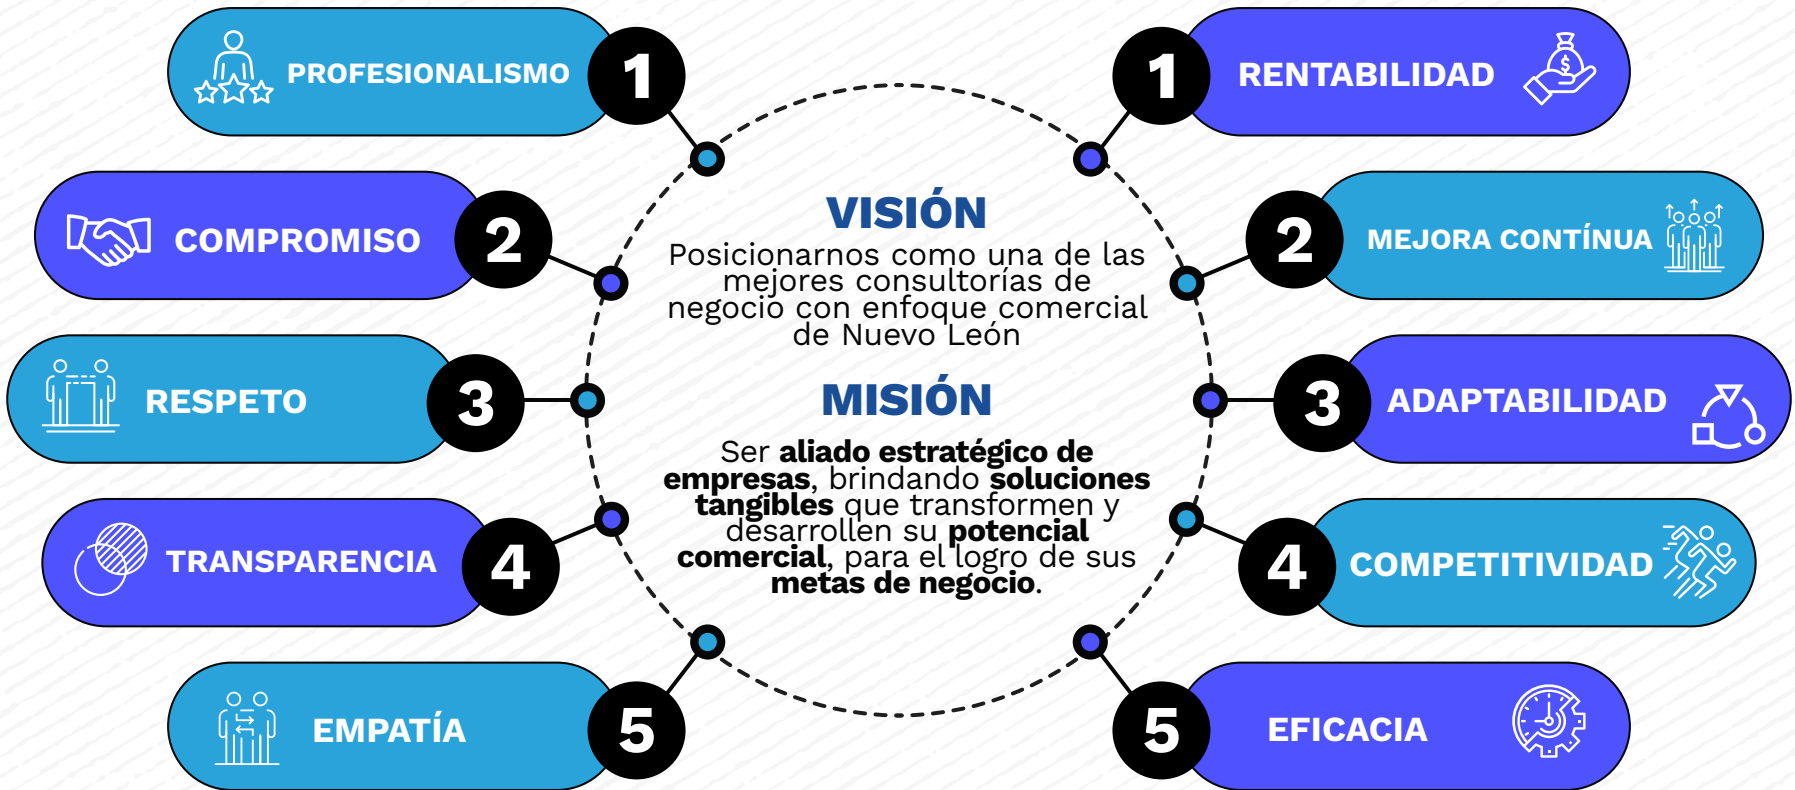 PROFESIONALISMO
1
COMPROMISO
2
RESPETO
3
TRANSPARENCIA
4
EMPATÍA
5
VISIÓN
Posicionarnos como una de las
mejores consultorías de
negocio con enfoque comercial
de Nuevo León
MISIÓN
Ser aliado estratégico de
empresas, brindando soluciones
tangibles que transformen y
desarrollen su potencial
comercial, para el logro de sus
metas de negocio.
1
RENTABILIDAD
$
2
MEJORA CONTÍNUA
3
ADAPTABILIDAD
4
COMPETITIVIDAD
5
EFICACIA